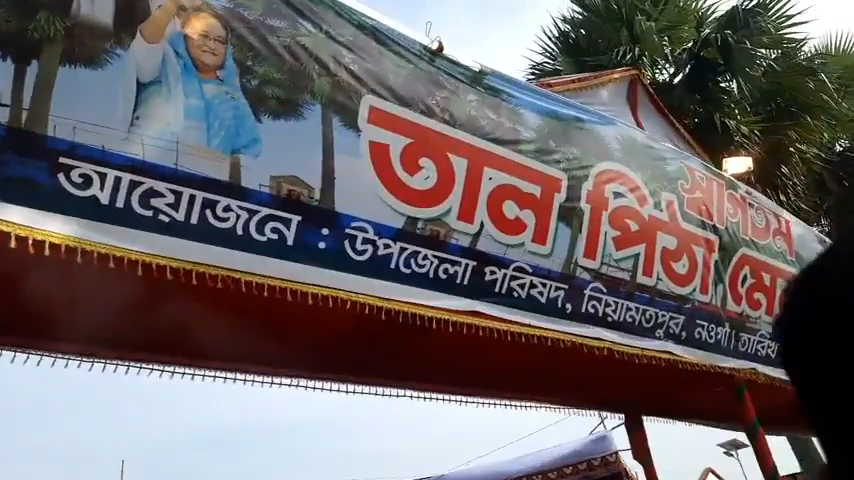 স্বাগতম
তাল পিঠা মে
আয়োজনে : উপজেলা পরিষদ, নিয়ামতপুর, নওগাঁ। তারিখ